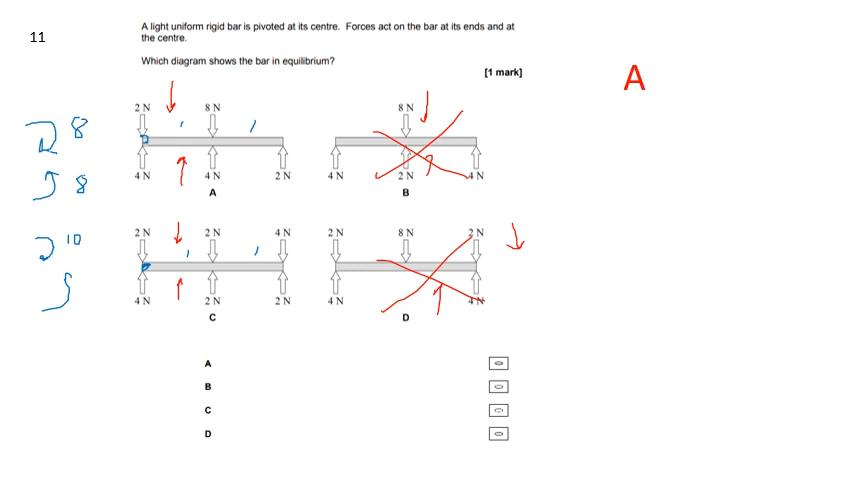 11
A light uniform rigid bar is pivoted at its centre. Forces act on the bar at its ends and at
the centre.
Which diagram shows the bar in equilibrium?
[1 mark]
A
2 N 8 N
8 N
4 N 4 N 2 N
4 N 2 N 4 N
A
B
8
8
2 N 2 N 4 N
2 N 8 N 2 N
10
4 N 2 N 2 N
4 N 4 N
C
D
A
B
C
D